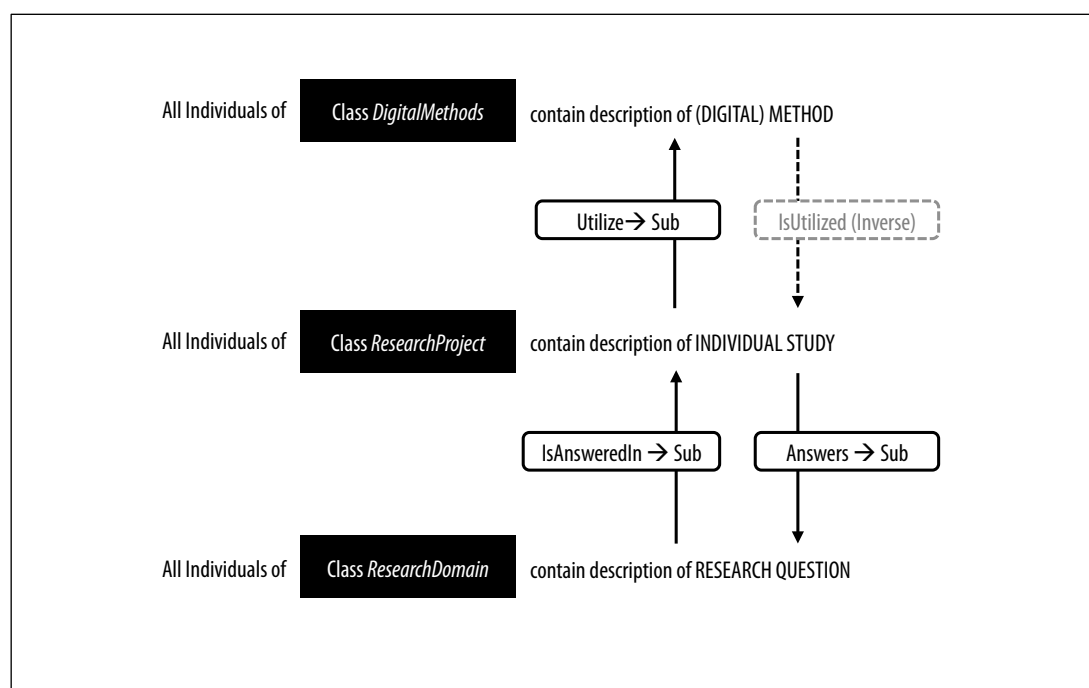 All Individuals of Class DigitalMethods contain description of (DIGITAL) METHOD
Utilize→ Sub IsUtilized (Inverse)
All Individuals of Class ResearchProject contain description of INDIVIDUAL STUDY
IsAnsweredIn → Sub Answers → Sub
All Individuals of Class ResearchDomain contain description of RESEARCH QUESTION